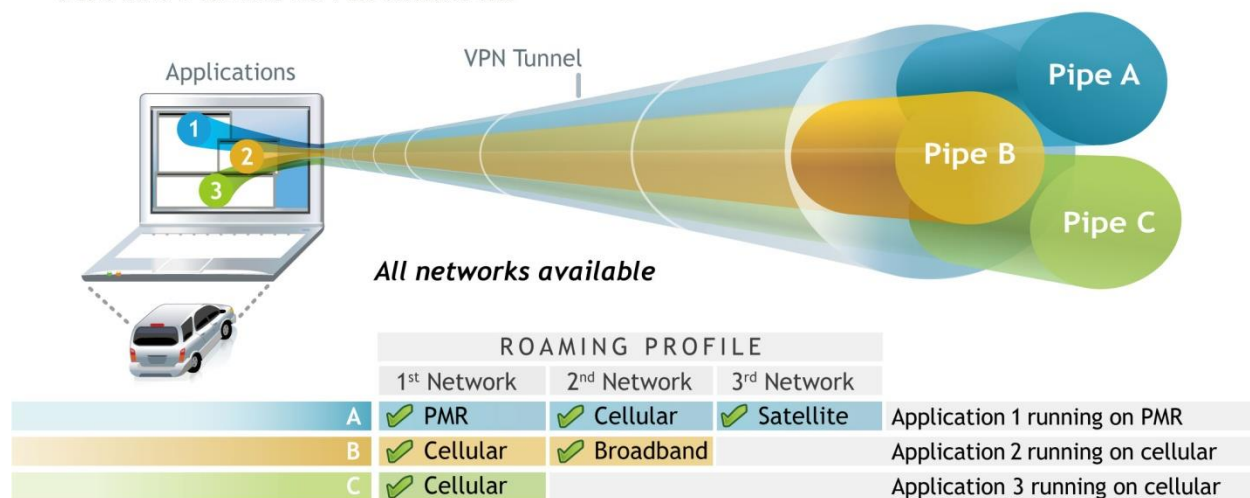 Applications
VPN Tunnel
1
2
3
Pipe A
Pipe B
Pipe C
All networks available
ROAMING PROFILE
1st Network 2nd Network 3rd Network
A PMR Cellular Satellite Application 1 running on PMR
B Cellular Broadband Application 2 running on cellular
C Cellular Application 3 running on cellular